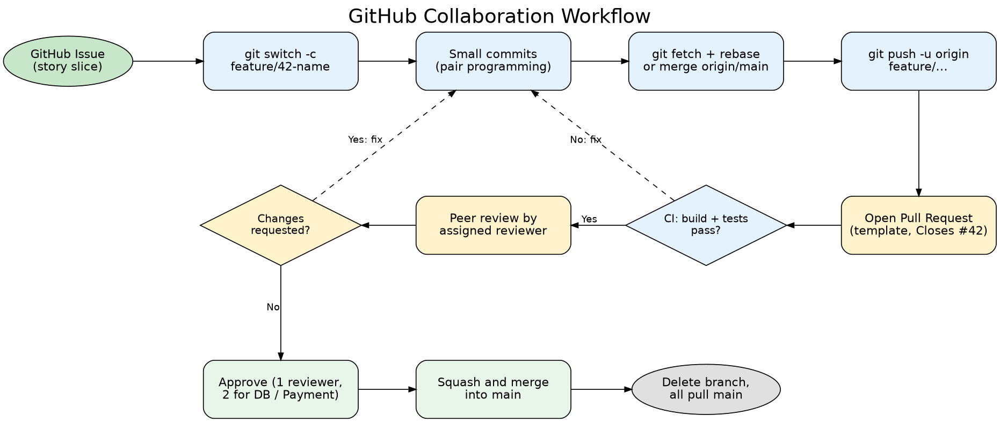 GitHub Collaboration Workflow
GitHub Issue
(story slice)
git switch -c
feature/42-name
Small commits
(pair programming)
git fetch + rebase
or merge origin/main
git push -u origin
feature/...
Yes: fix
No: fix
Changes
requested?
Peer review by
assigned reviewer
Yes
CI: build + tests
pass?
Open Pull Request
(template, Closes #42)
No
Approve (1 reviewer,
2 for DB / Payment)
Squash and merge
into main
Delete branch,
all pull main